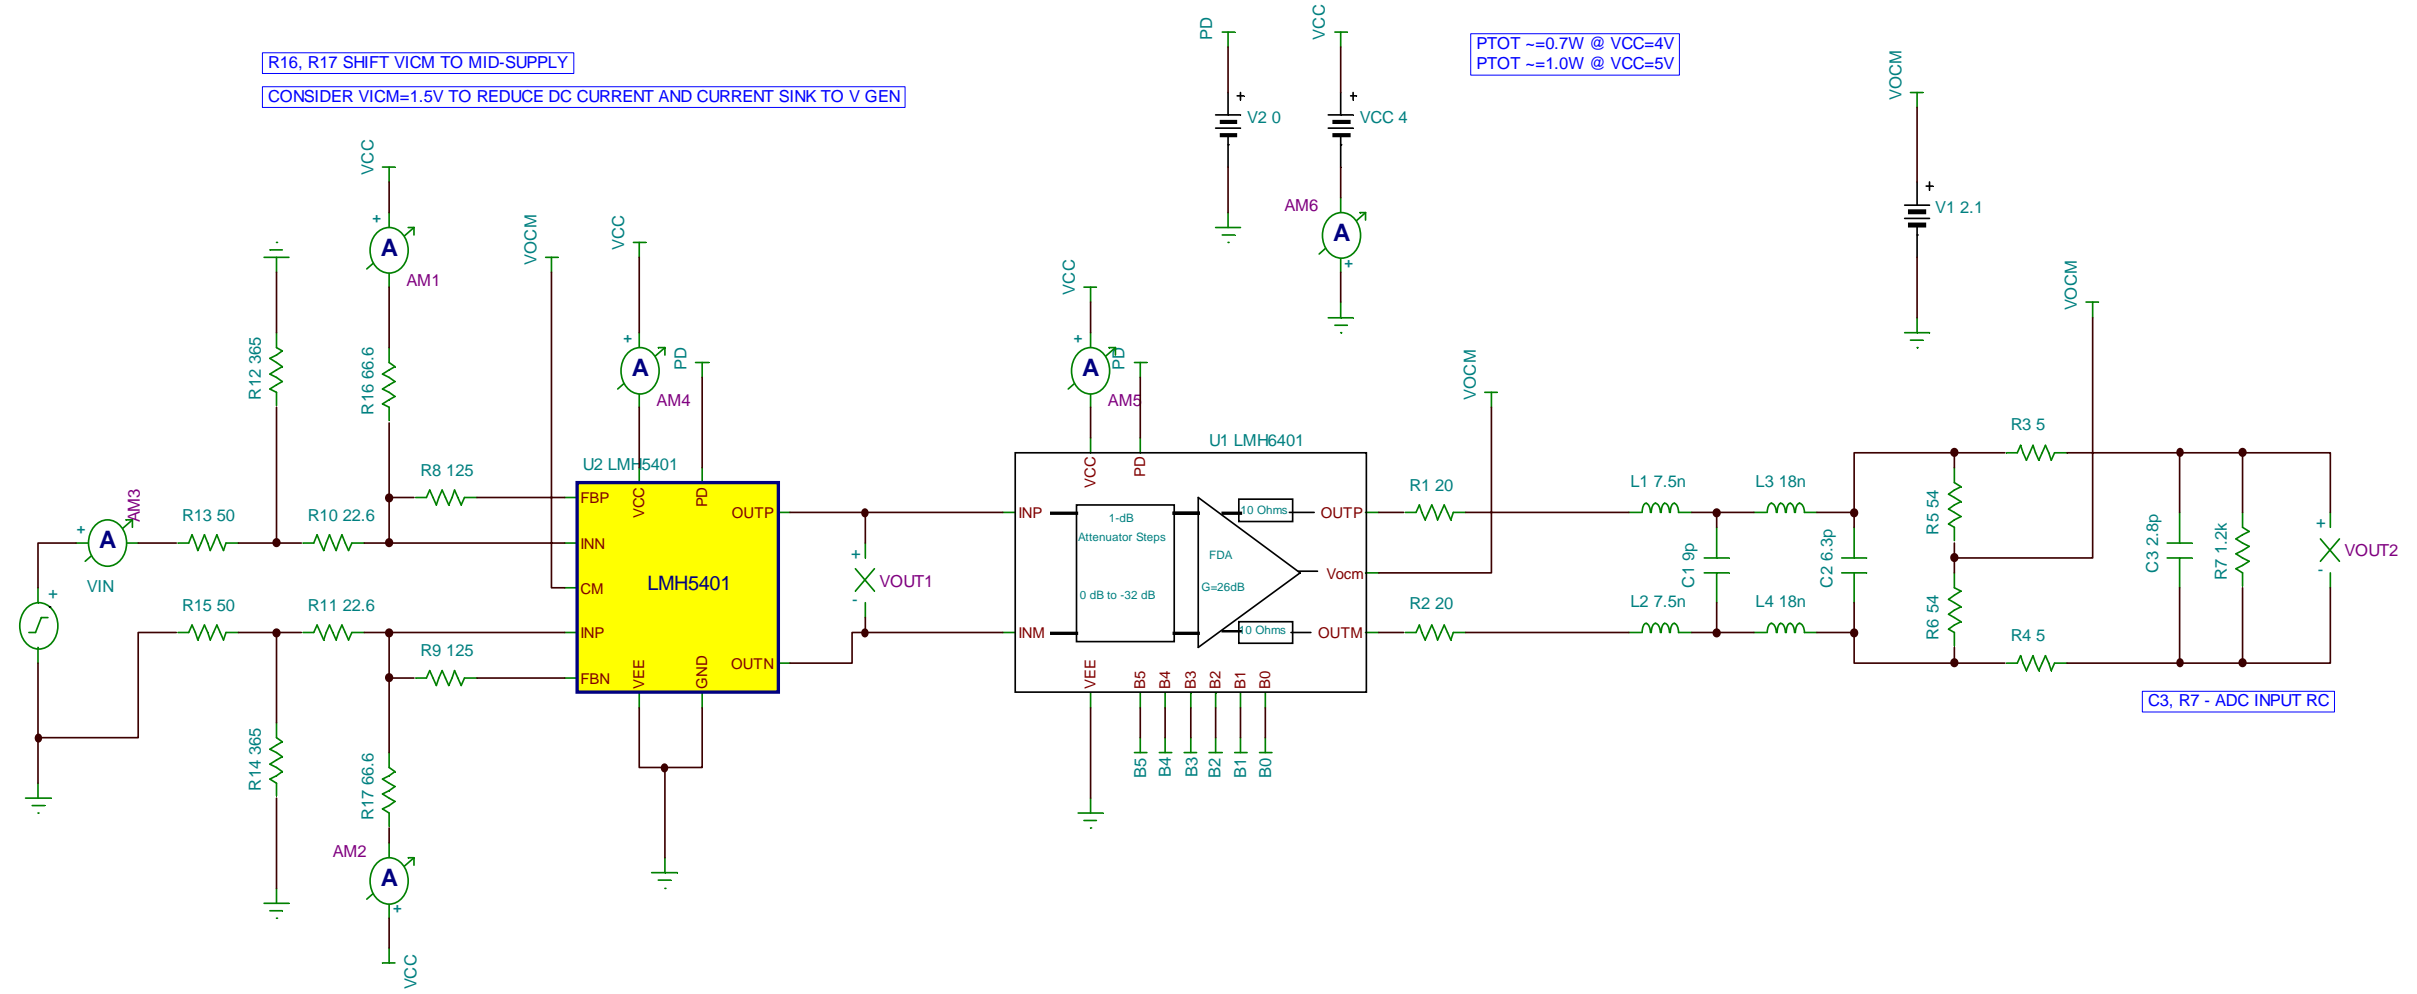 R16, R17 SHIFT VICM TO MID-SUPPLY
CONSIDER VICM=1.5V TO REDUCE DC CURRENT AND CURRENT SINK TO V GEN
PTOT ~=0.7W @ VCC=4V
PTOT ~=1.0W @ VCC=5V
PD
+
V2 0
VCC
+
VCC 4
AM6
A
+
VOCM
+
V1 2.1
VCC
+
A
AM1
R16 66.6
R12 365
VOCM
VCC
+
A
AM4
PD
R8 125
U2 LMH5401
AM3
+
A
VIN
+
R13 50
R10 22.6
R15 50
R11 22.6
R9 125
R14 365
R17 66.6
AM2
A
+
VCC
FBP
INN
CM
INP
FBN
VCC
PD
OUTP
LMH5401
OUTN
VEE
GND
+
VOUT1
-
VCC
+
A
AM5
PD
U1 LMH6401
VCC
PD
INP
1-dB
Attenuator Steps
0 dB to -32 dB
INM
FDA
G=26dB
10 Ohms
10 Ohms
OUTP
Vocm
OUTM
VEE
B5
B4
B3
B2
B1
B0
B5
B4
B3
B2
B1
B0
VOCM
R1 20
R2 20
L1 7.5n
L3 18n
C1 9p
C2 6.3p
L2 7.5n
L4 18n
VOCM
R3 5
R5 54
R6 54
R4 5
C3 2.8p
R7 1.2k
+
VOUT2
-
C3, R7 - ADC INPUT RC